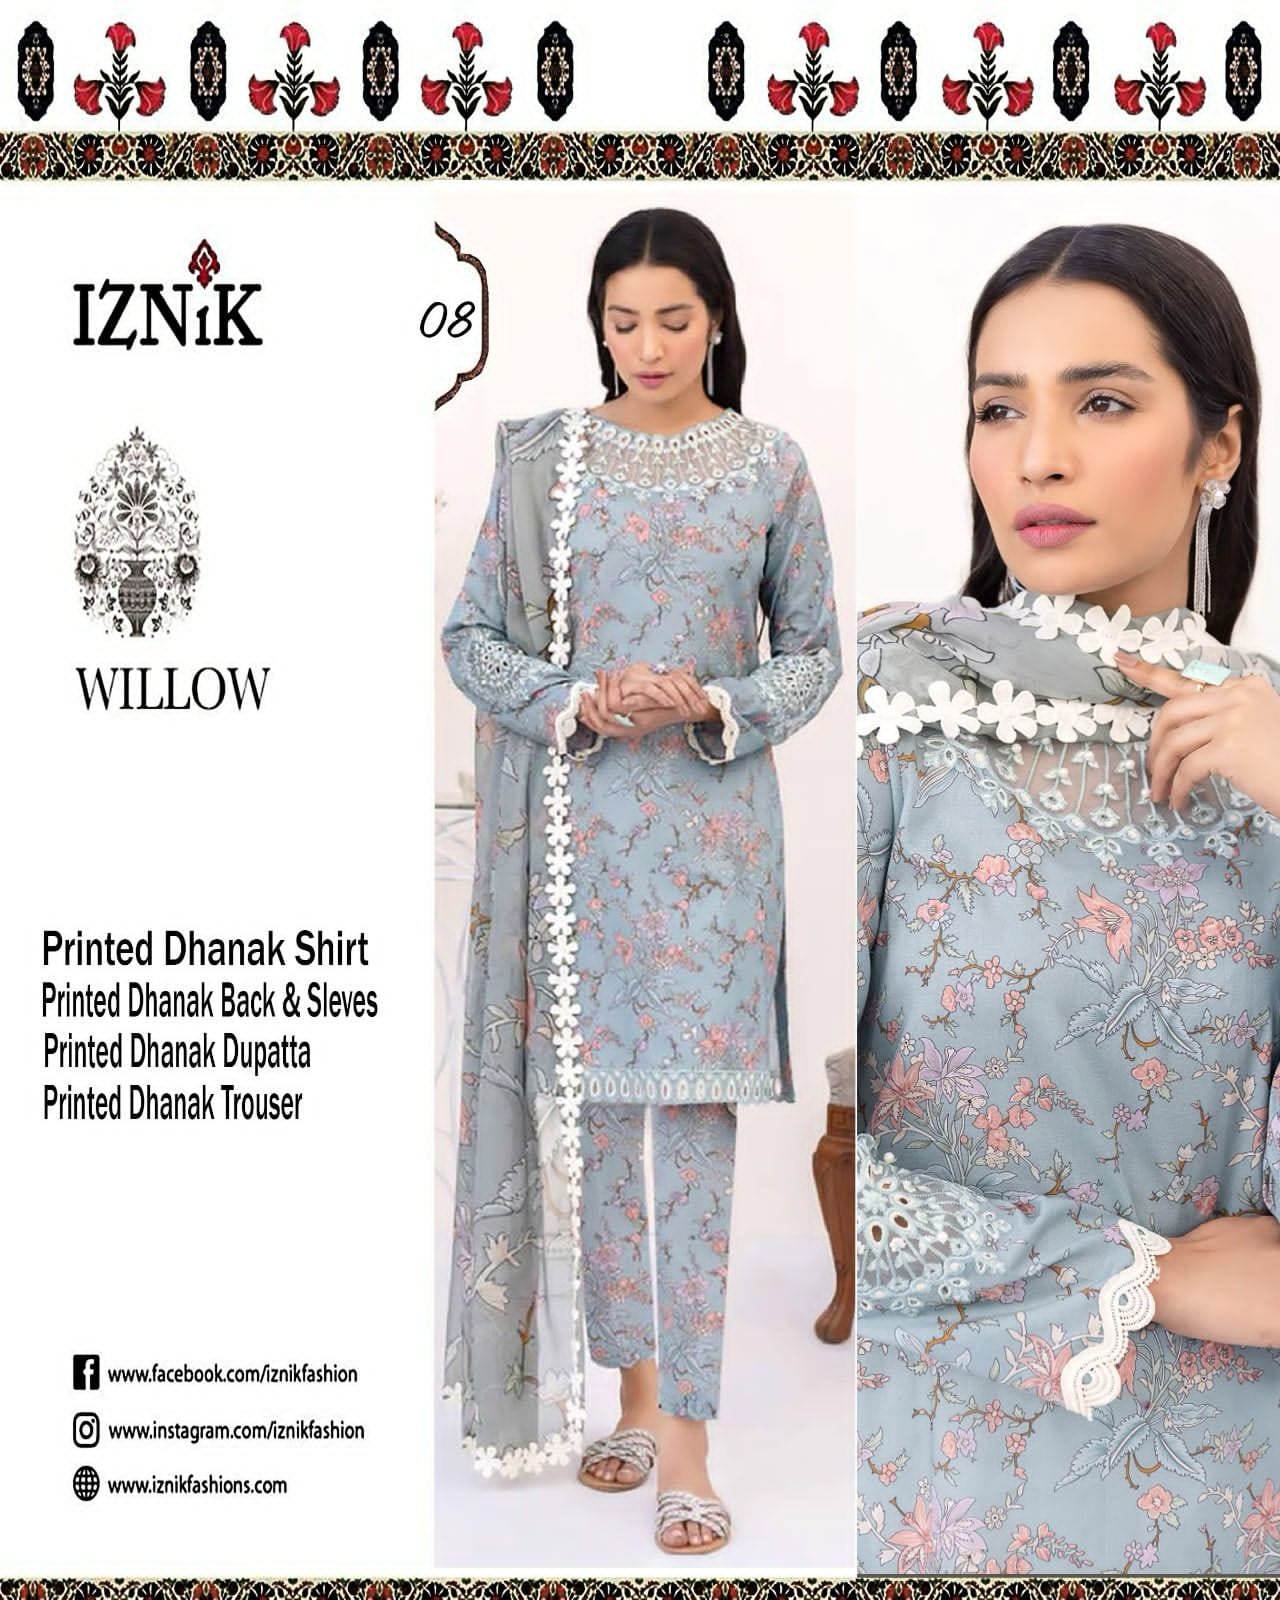 IZNiK
08
WILLOW
Printed Dhanak Shirt
Printed Dhanak Back & Sleves
Printed Dhanak Dupatta
Printed Dhanak Trouser
www.facebook.com/iznikfashion
www.instagram.com/iznikfashion
www.iznikfashions.com